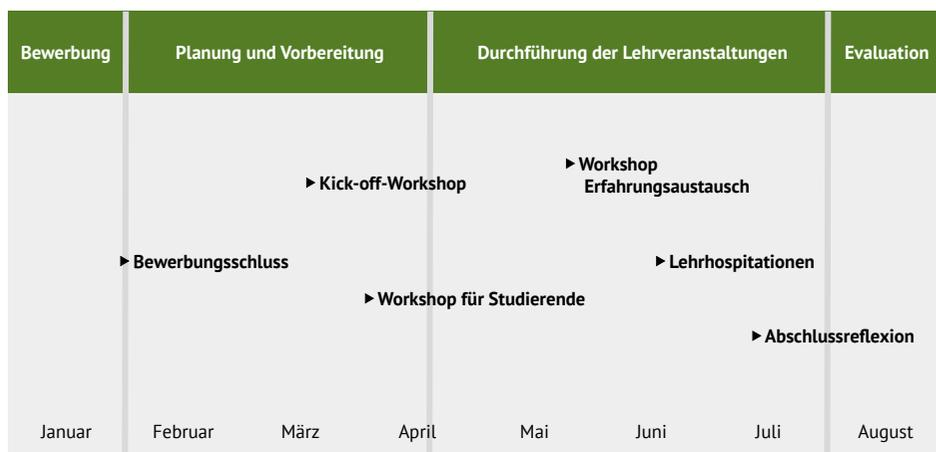 Bewerbung
Planung und Vorbereitung
Durchführung der Lehrveranstaltungen
Evaluation
Workshop
Erfahrungsaustausch
Kick-off-Workshop
Bewerbungsschluss
Lehrhospitationen
Workshop für Studierende
Abschlussreflexion
Januar
Februar
März
April
Mai
Juni
Juli
August